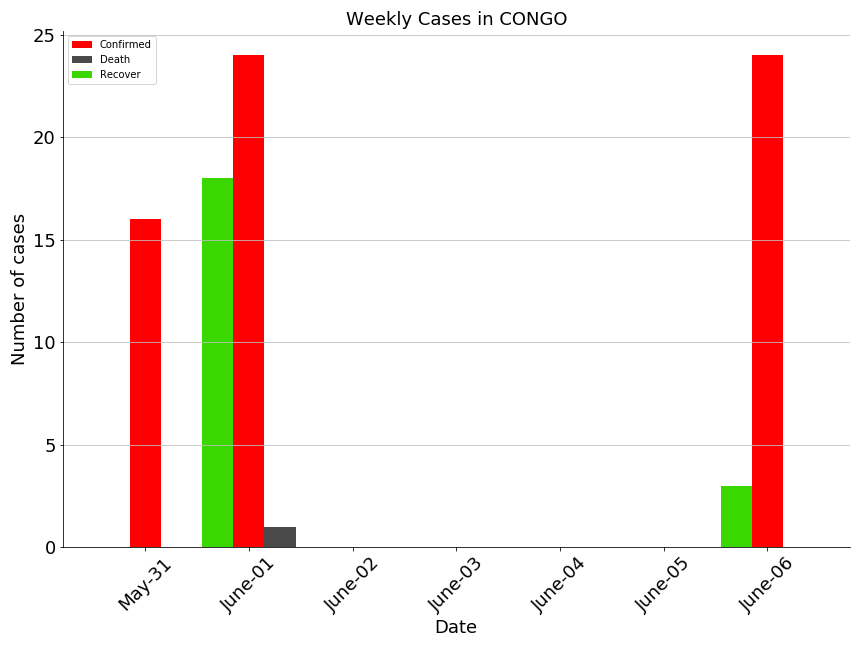 Weekly Cases in CONGO
Confirmed
Death
Recover
Number of cases
25
20
15
10
5
0
May-31
June-01
June-02
June-03
June-04
June-05
June-06
Date